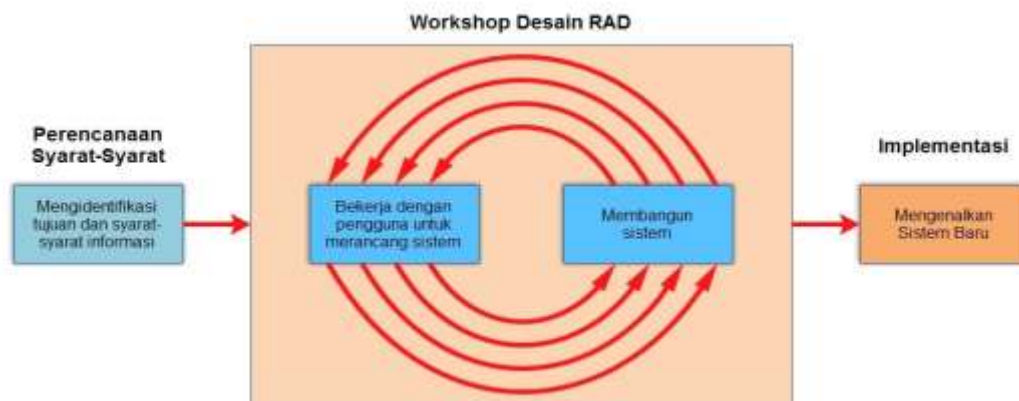 Workshop Desain RAD
Perencanaan
Syarat-Syarat
Mengidentifikasi
tujuan dan syarat-
syarat informasi
Bekerja dengan
pengguna untuk
merancang sistem
Membangun
sistem
Implementasi
Mengenalkan
Sistem Baru